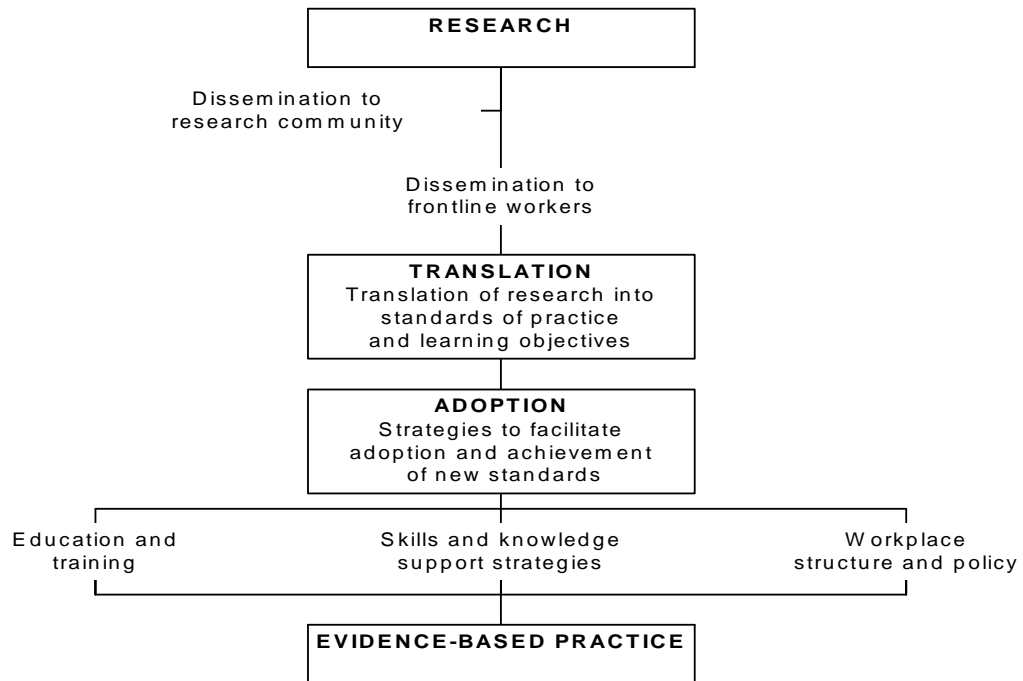 RESEARCH
Dissemination to
research community
Dissemination to
frontline workers
TRANSLATION
Translation of research into
standards of practice
and learning objectives
ADOPTION
Strategies to facilitate
adoption and achievement
of new standards
Education and
training
Skills and knowledge
support strategies
Workplace
structure and policy
EVIDENCE-BASED PRACTICE